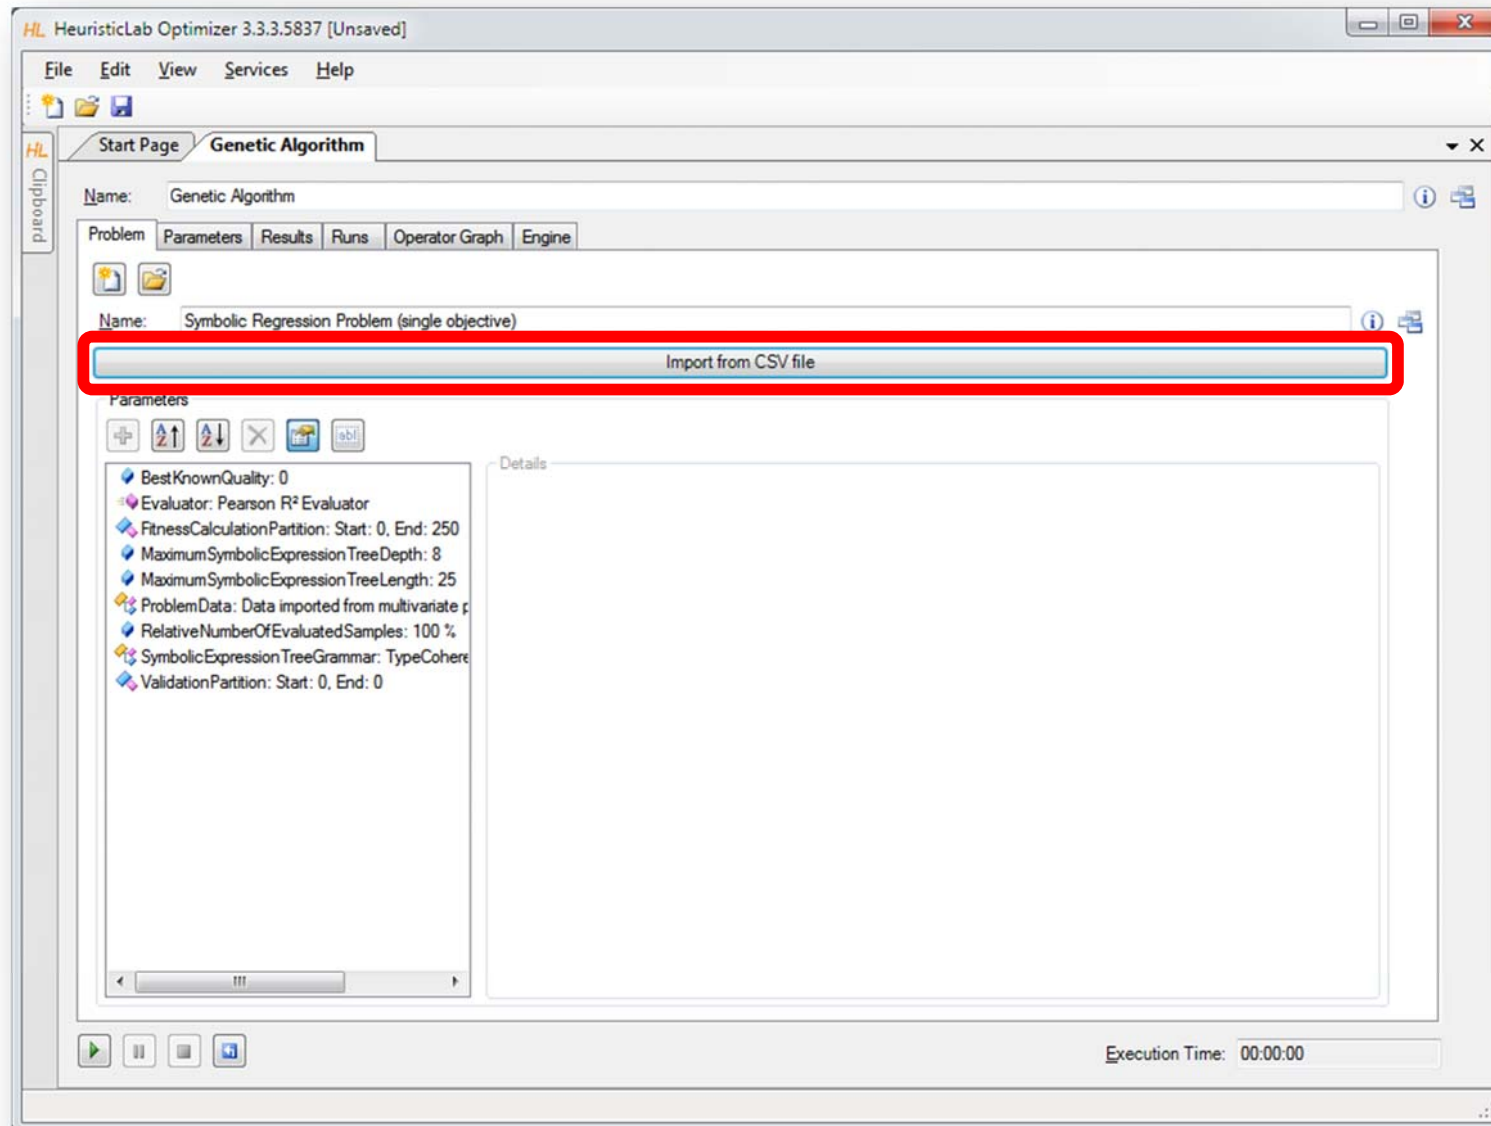 HL HeuristicLab Optimizer 3.3.3.5837 [Unsaved]
File Edit View Services Help
HL Clipboard
Start Page Genetic Algorithm
Name: Genetic Algorithm
Problem Parameters Results Runs Operator Graph Engine
Name: Symbolic Regression Problem (single objective)
Import from CSV file
Parameters
A Z A Z abl
Details
BestKnownQuality: 0
Evaluator: Pearson R² Evaluator
FitnessCalculationPartition: Start: 0, End: 250
MaximumSymbolicExpressionTreeDepth: 8
MaximumSymbolicExpressionTreeLength: 25
ProblemData: Data imported from multivariate p
RelativeNumberOfEvaluatedSamples: 100 %
SymbolicExpressionTreeGrammar: TypeCohere
ValidationPartition: Start: 0, End: 0
Execution Time: 00:00:00